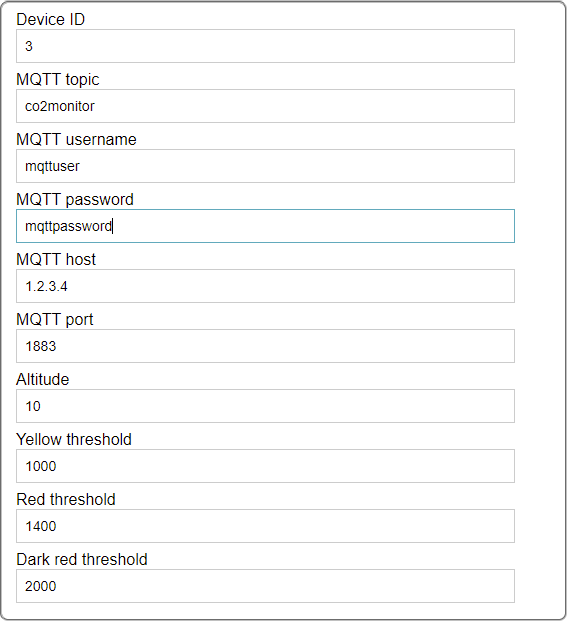 Device ID
3
MQTT topic
co2monitor
MQTT username
mqttuser
MQTT password
mqttpassword
MQTT host
1.2.3.4
MQTT port
1883
Altitude
10
Yellow threshold
1000
Red threshold
1400
Dark red threshold
2000